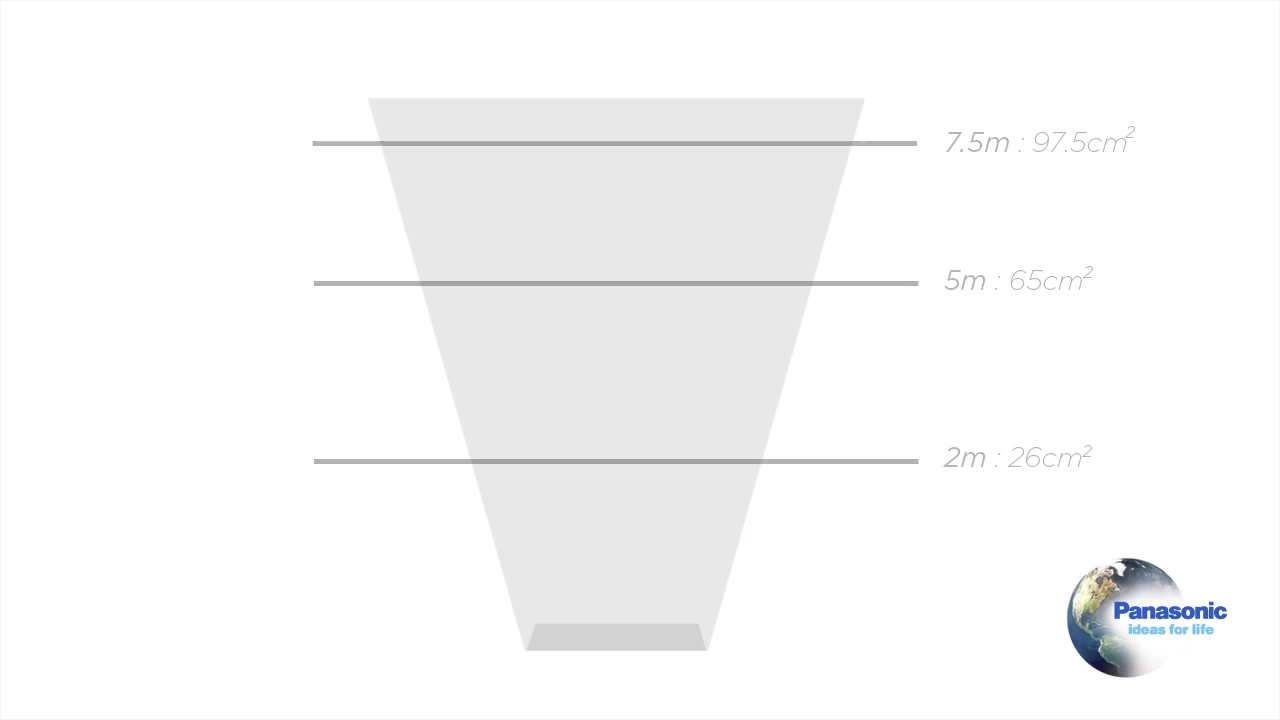 7.5m : 97.5cm²
5m : 65cm²
2m : 26cm²
Panasonic
ideas for life